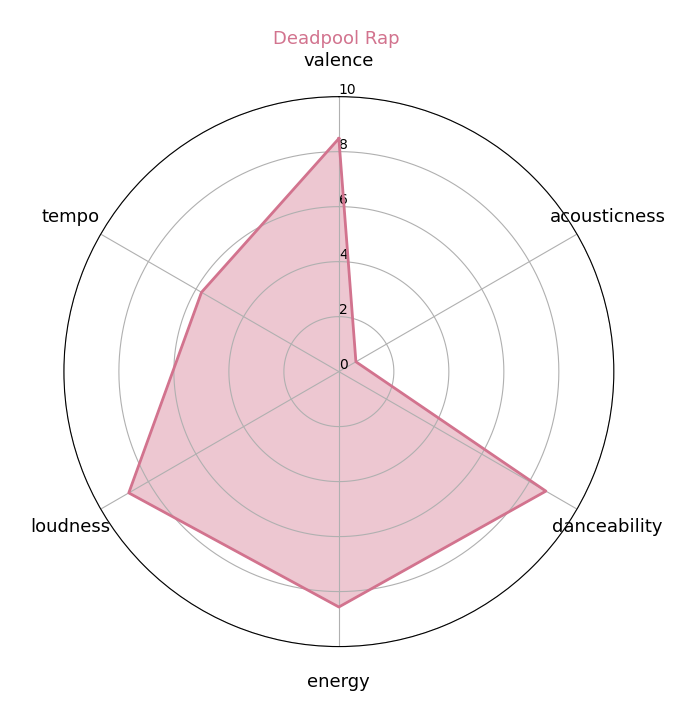 Deadpool Rap
valence
10
8
6
4
2
0
tempo
acousticness
loudness
danceability
energy